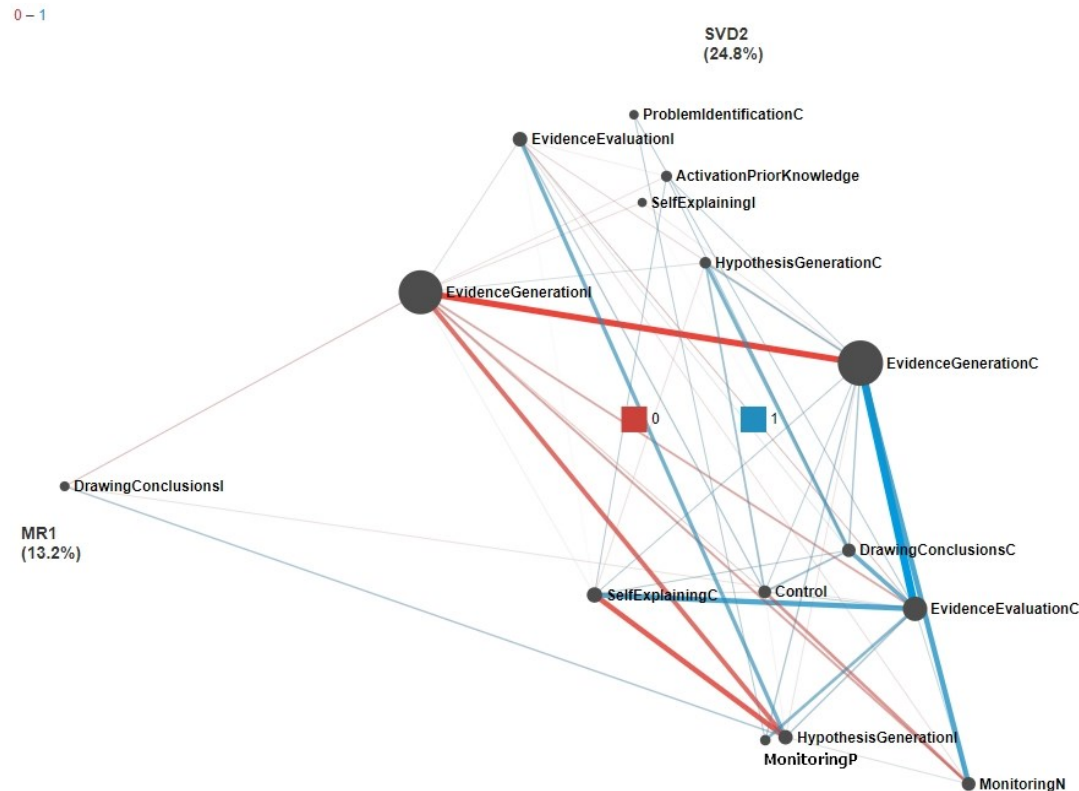 0 – 1
SVD2
(24.8%)
ProblemIdentificationC
EvidenceEvaluationI
ActivationPriorKnowledge
SelfExplainingI
HypothesisGenerationC
EvidenceGenerationI
EvidenceGenerationC
0
1
DrawingConclusionsI
MR1
(13.2%)
DrawingConclusionsC
Control
SelfExplainingC
EvidenceEvaluationC
HypothesisGenerationI
MonitoringP
MonitoringN